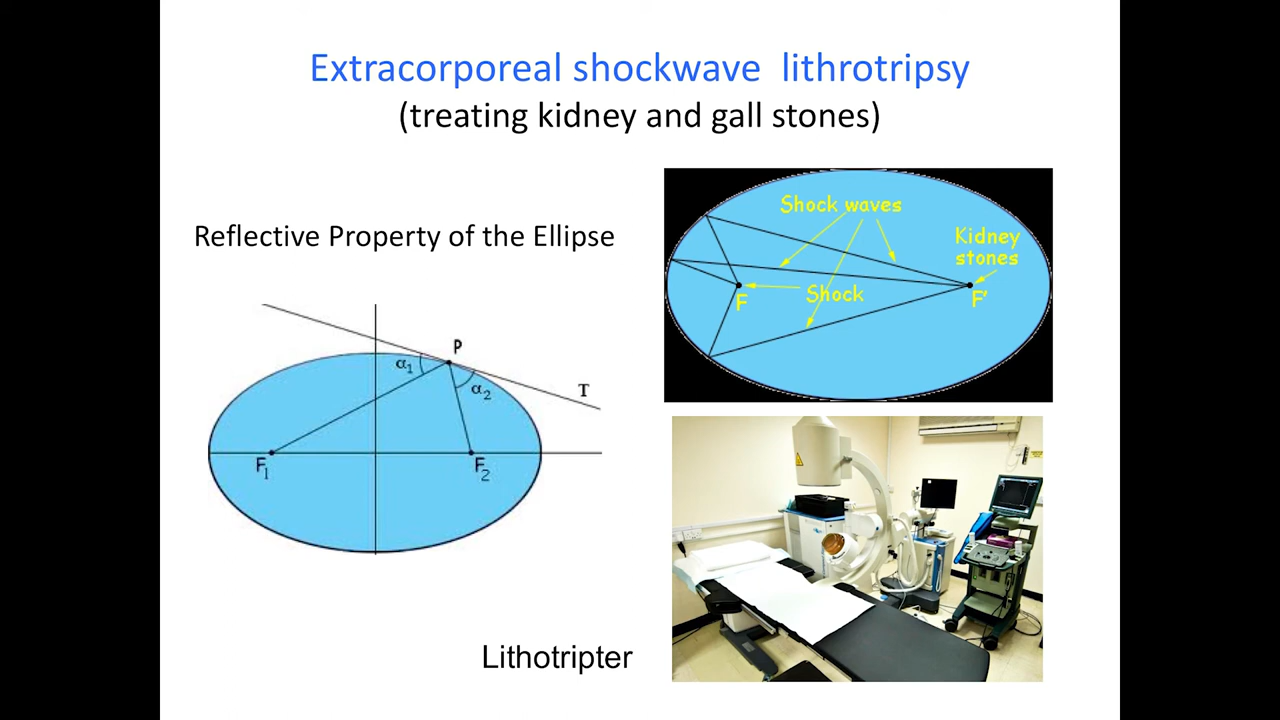 Extracorporeal shockwave lithrotripsy
(treating kidney and gall stones)
Reflective Property of the Ellipse
P
α1
α2
T
F1
F2
Shock waves
Kidney
stones
F
Shock
F'
Lithotripter